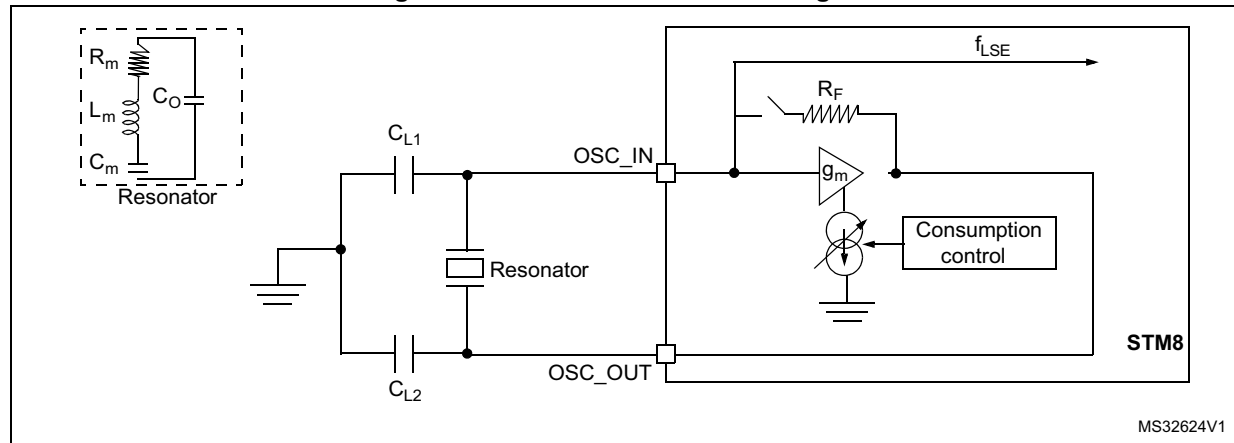 Rm
Lm
CO
Cm
Resonator
CL1
CL2
Resonator
OSC_IN
OSC_OUT
fLSE
RF
gm
Consumption
control
STM8
MS32624V1